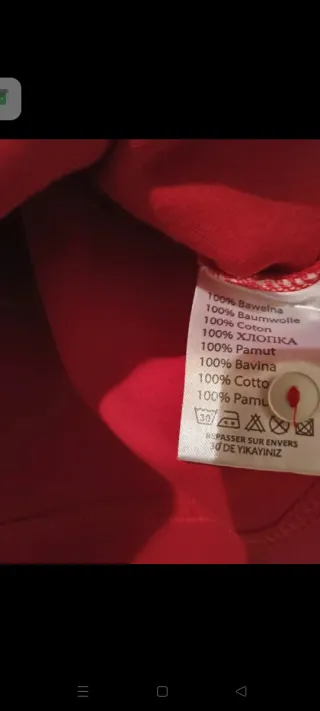 100% Bawełna
100% Baumwolle
100% Coton
100% ХЛОПКА
100% Pamut
100% Bavlna
100% Cotto
100% Pamu
30
REPASSER SUR ENVERS
30 DE YIKAYINIZ